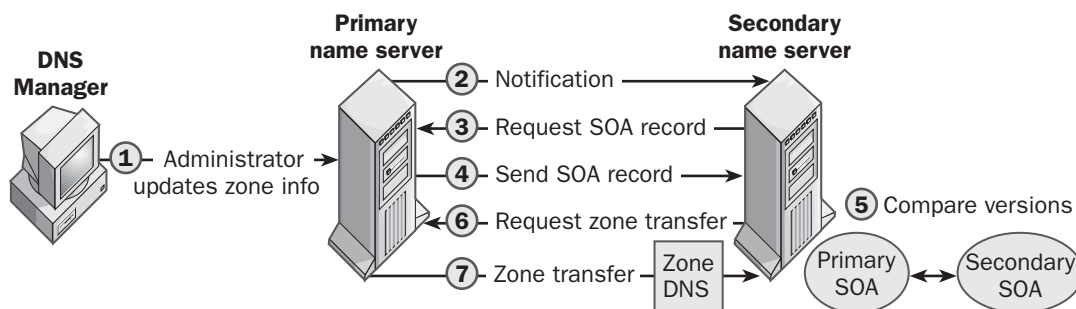 Primary
name server
Secondary
name server
DNS
Manager
2 Notification
3 Request SOA record
1 Administrator
updates zone info
4 Send SOA record
5 Compare versions
6 Request zone transfer
7 Zone transfer
Zone
DNS
Primary
SOA
Secondary
SOA